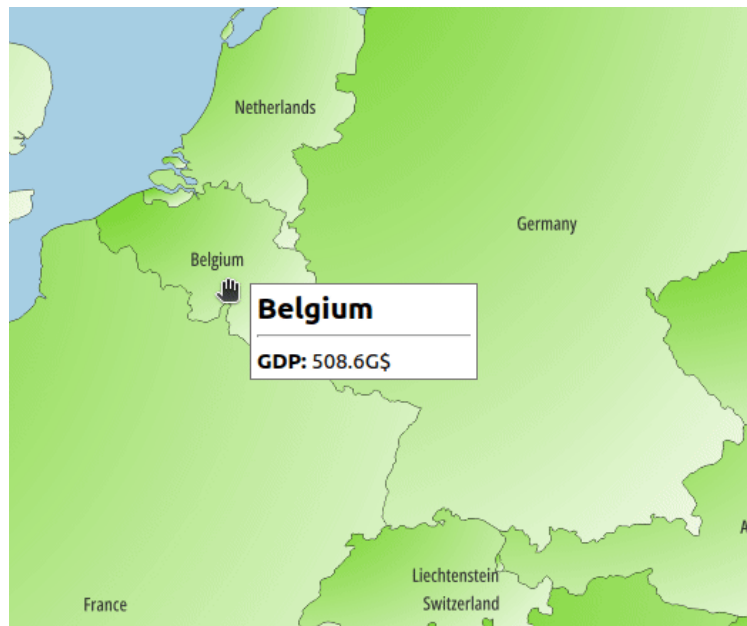 Netherlands
Germany
Belgium
Belgium
GDP: 508.6G$
Liechtenstein
France
Switzerland